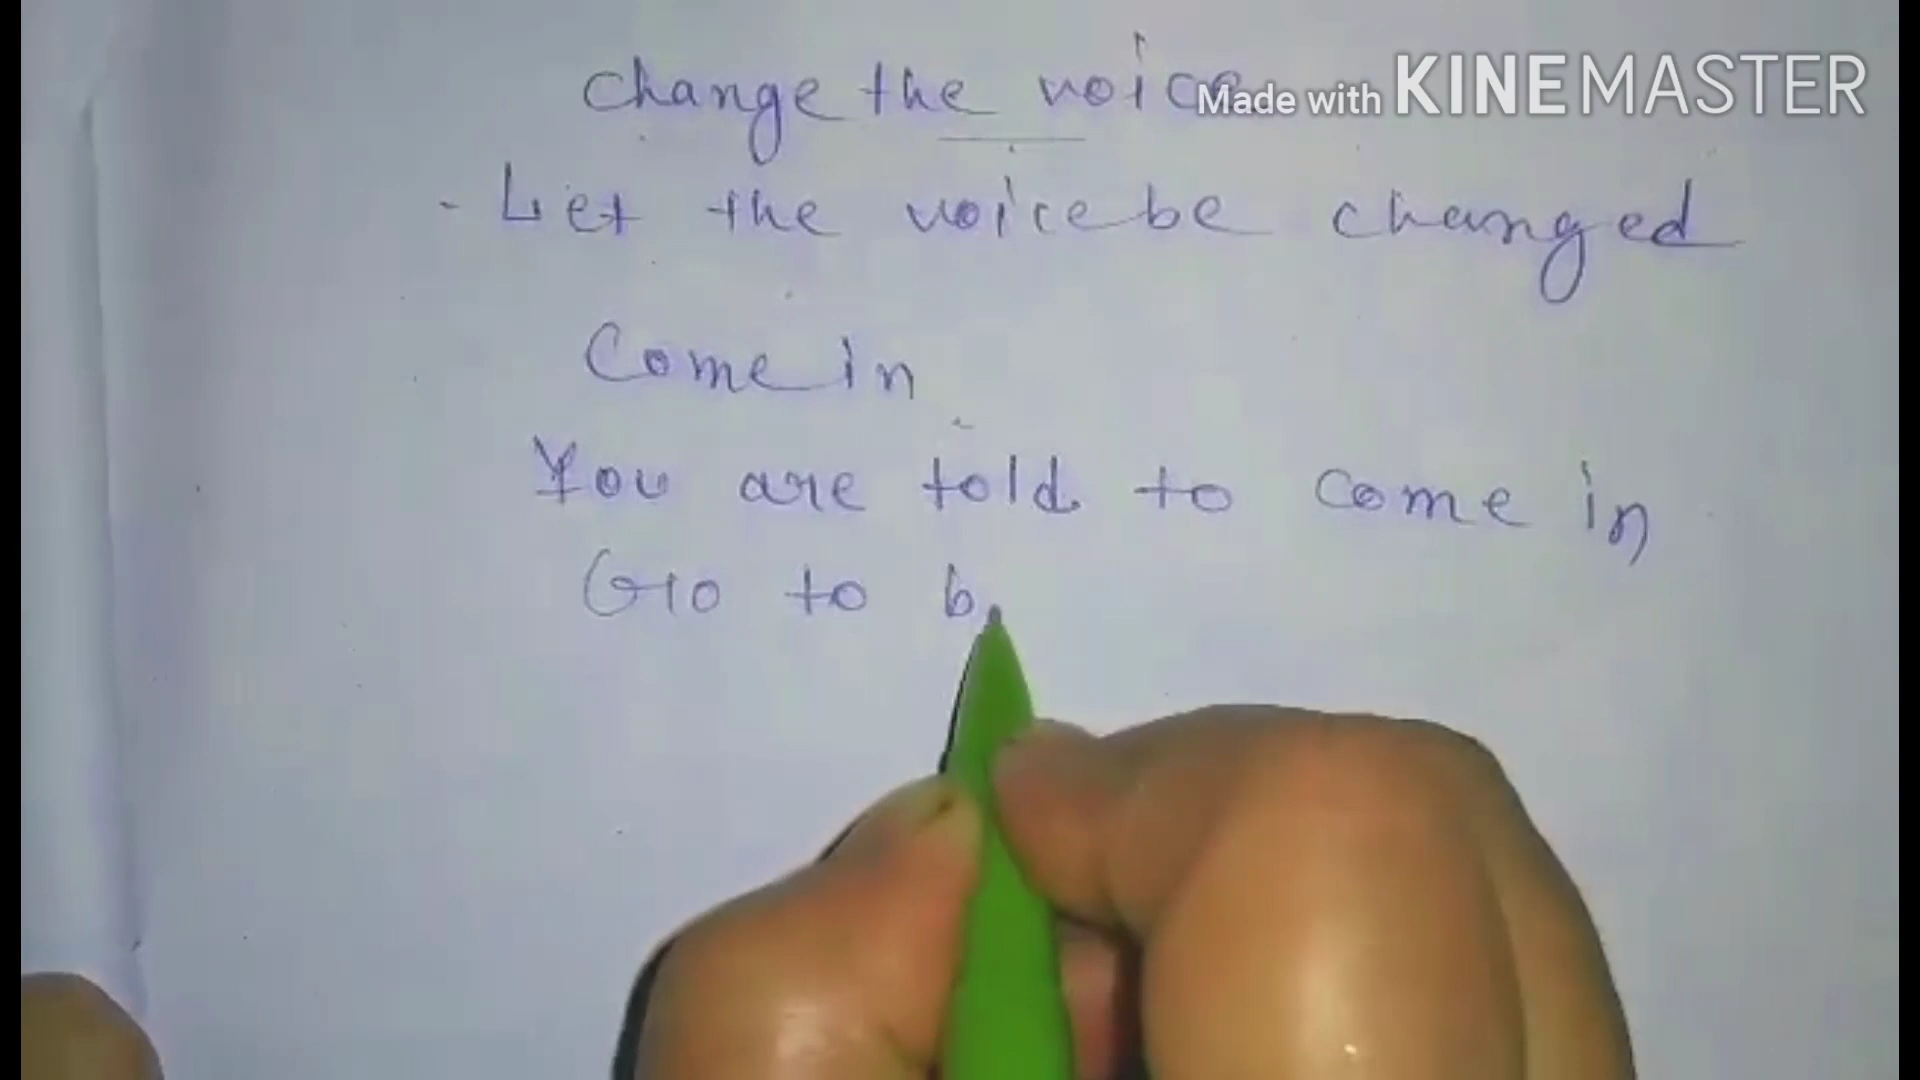 Change the voice
Made with KINEMASTER
- Let the voice be changed
Come in
You are told to come in
Go to b